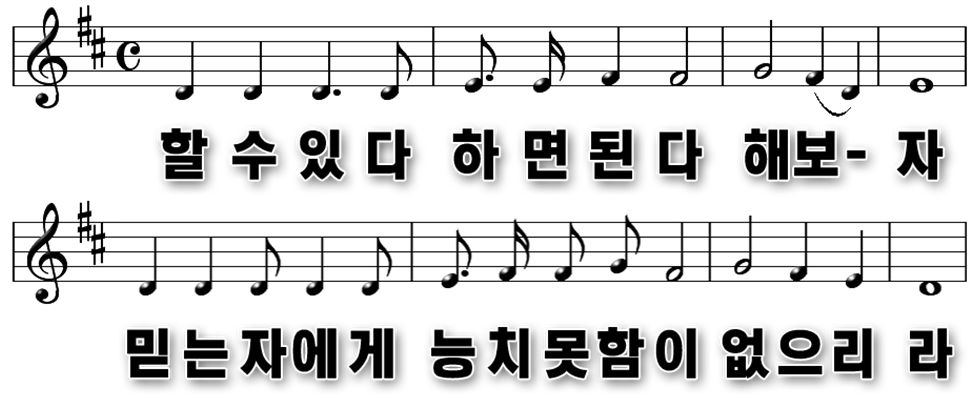 할 수 있 다 하 면 된 다 해보- 자
믿는자에게 능치못함이 없으리 라